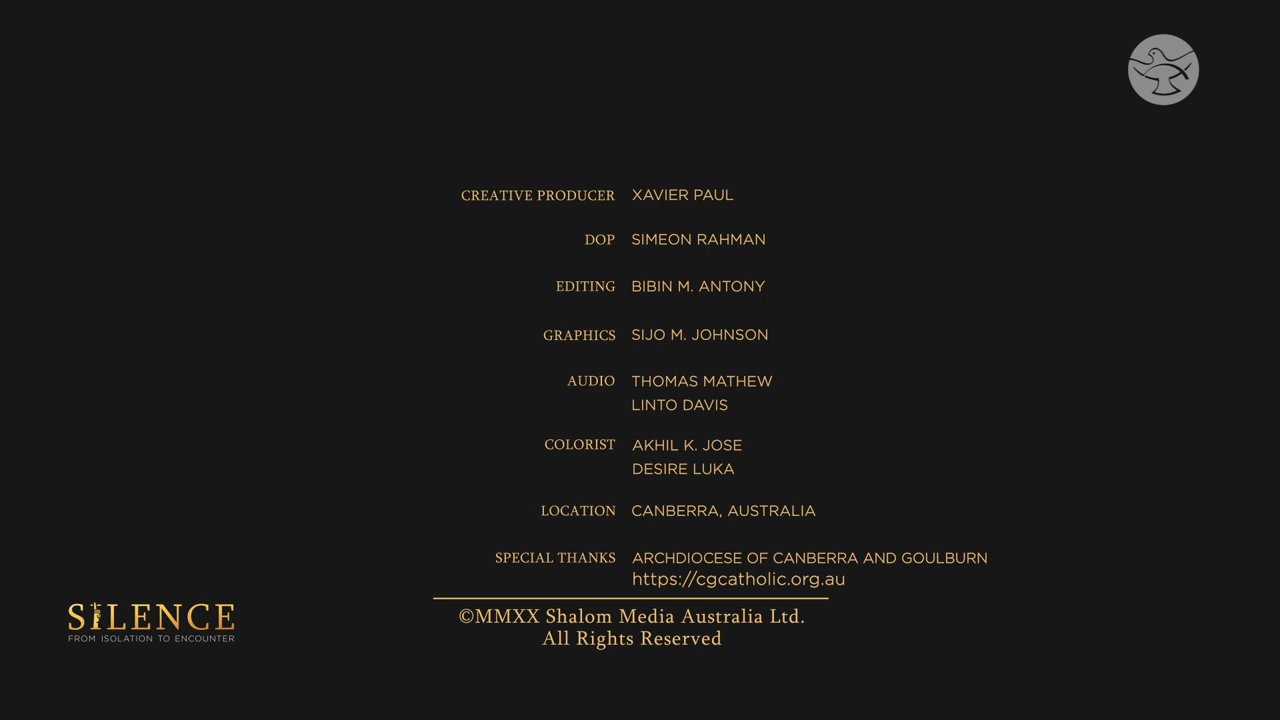 CREATIVE PRODUCER XAVIER PAUL
DOP SIMEON RAHMAN
EDITING BIBIN M. ANTONY
GRAPHICS SIJO M. JOHNSON
AUDIO THOMAS MATHEW
LINTO DAVIS
COLORIST AKHIL K. JOSE
DESIRE LUKA
LOCATION CANBERRA, AUSTRALIA
SPECIAL THANKS ARCHDIOCESE OF CANBERRA AND GOULBURN
https://cgcatholic.org.au
©MMXX Shalom Media Australia Ltd.
All Rights Reserved
SILENCE
FROM ISOLATION TO ENCOUNTER